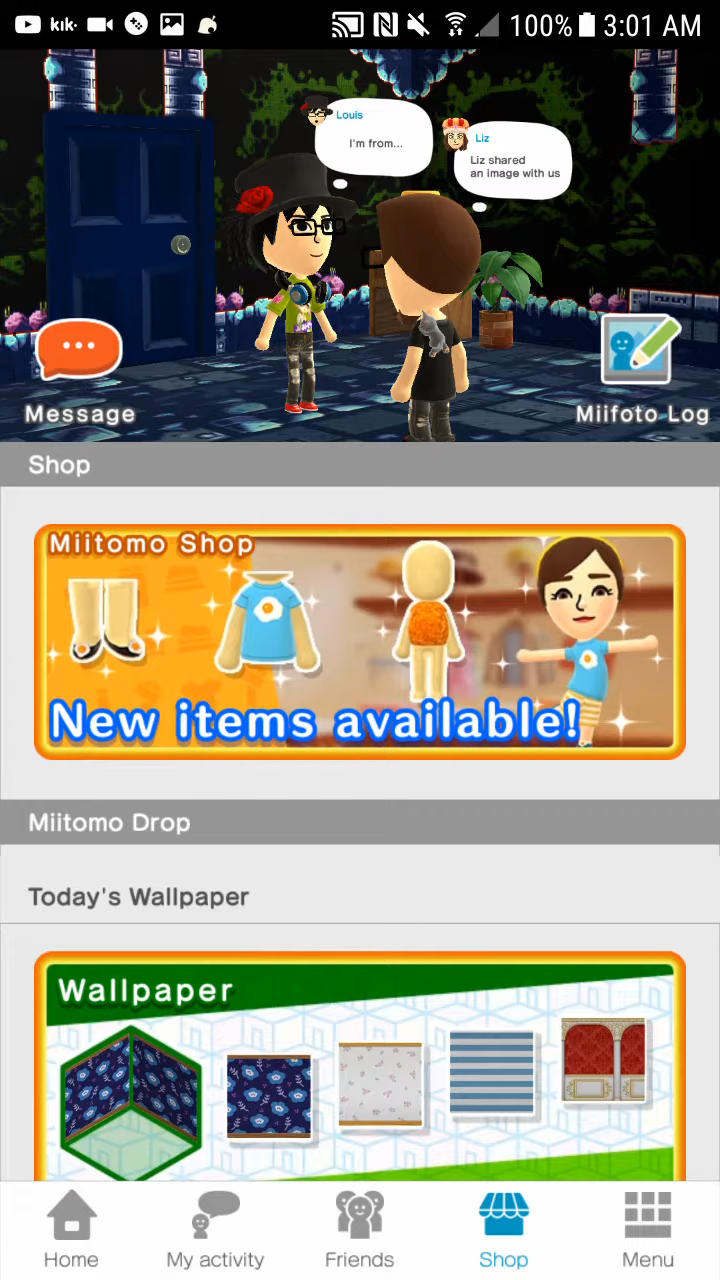 kik·
100%
3:01 AM
Louis
I'm from...
Liz
Liz shared
an image with us
Message
Miifoto Log
Shop
Miitomo Shop
New items available!
Miitomo Drop
Today's Wallpaper
Wallpaper
Home
My activity
Friends
Shop
Menu